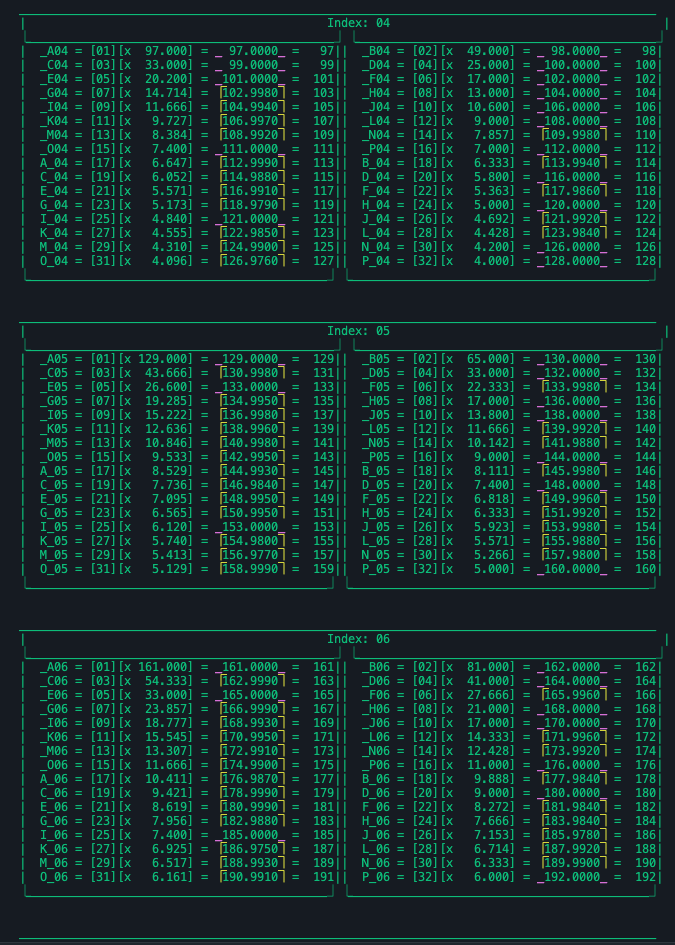 Index: 04
_A04 = [01][x  97.000] = _ 97.0000_ =  97|| _B04 = [02][x  49.000] = _ 98.0000_ =  98|
_C04 = [03][x  33.000] = _ 99.0000_ =  99|| _D04 = [04][x  25.000] = _100.0000_ = 100|
_E04 = [05][x  20.200] = _101.0000_ = 101|| _F04 = [06][x  17.000] = _102.0000_ = 102|
_G04 = [07][x  14.714] = ⌈102.9980⌉ = 103|| _H04 = [08][x  13.000] = _104.0000_ = 104|
_I04 = [09][x  11.666] = ⌈104.9940⌉ = 105|| _J04 = [10][x  10.600] = _106.0000_ = 106|
_K04 = [11][x   9.727] = ⌈106.9970⌉ = 107|| _L04 = [12][x   9.000] = _108.0000_ = 108|
_M04 = [13][x   8.384] = ⌈108.9920⌉ = 109|| _N04 = [14][x   7.857] = ⌈109.9980⌉ = 110|
_O04 = [15][x   7.400] = _111.0000_ = 111|| _P04 = [16][x   7.000] = _112.0000_ = 112|
A_04 = [17][x   6.647] = ⌈112.9990⌉ = 113|| B_04 = [18][x   6.333] = ⌈113.9940⌉ = 114|
C_04 = [19][x   6.052] = ⌈114.9880⌉ = 115|| D_04 = [20][x   5.800] = _116.0000_ = 116|
E_04 = [21][x   5.571] = ⌈116.9910⌉ = 117|| F_04 = [22][x   5.363] = ⌈117.9860⌉ = 118|
G_04 = [23][x   5.173] = ⌈118.9790⌉ = 119|| H_04 = [24][x   5.000] = _120.0000_ = 120|
I_04 = [25][x   4.840] = _121.0000_ = 121|| J_04 = [26][x   4.692] = ⌈121.9920⌉ = 122|
K_04 = [27][x   4.555] = ⌈122.9850⌉ = 123|| L_04 = [28][x   4.428] = ⌈123.9840⌉ = 124|
M_04 = [29][x   4.310] = ⌈124.9900⌉ = 125|| N_04 = [30][x   4.200] = _126.0000_ = 126|
O_04 = [31][x   4.096] = ⌈126.9760⌉ = 127|| P_04 = [32][x   4.000] = _128.0000_ = 128|
Index: 05
_A05 = [01][x 129.000] = _129.0000_ = 129|| _B05 = [02][x  65.000] = _130.0000_ = 130|
_C05 = [03][x  43.666] = ⌈130.9980⌉ = 131|| _D05 = [04][x  33.000] = _132.0000_ = 132|
_E05 = [05][x  26.600] = _133.0000_ = 133|| _F05 = [06][x  22.333] = ⌈133.9980⌉ = 134|
_G05 = [07][x  19.285] = ⌈134.9950⌉ = 135|| _H05 = [08][x  17.000] = _136.0000_ = 136|
_I05 = [09][x  15.222] = ⌈136.9980⌉ = 137|| _J05 = [10][x  13.800] = _138.0000_ = 138|
_K05 = [11][x  12.636] = ⌈138.9960⌉ = 139|| _L05 = [12][x  11.666] = ⌈139.9920⌉ = 140|
_M05 = [13][x  10.846] = ⌈140.9980⌉ = 141|| _N05 = [14][x  10.142] = ⌈141.9880⌉ = 142|
_O05 = [15][x   9.533] = ⌈142.9950⌉ = 143|| _P05 = [16][x   9.000] = _144.0000_ = 144|
A_05 = [17][x   8.529] = ⌈144.9930⌉ = 145|| B_05 = [18][x   8.111] = ⌈145.9980⌉ = 146|
C_05 = [19][x   7.736] = ⌈146.9840⌉ = 147|| D_05 = [20][x   7.400] = _148.0000_ = 148|
E_05 = [21][x   7.095] = ⌈148.9950⌉ = 149|| F_05 = [22][x   6.818] = ⌈149.9960⌉ = 150|
G_05 = [23][x   6.565] = ⌈150.9950⌉ = 151|| H_05 = [24][x   6.333] = ⌈151.9920⌉ = 152|
I_05 = [25][x   6.120] = _153.0000_ = 153|| J_05 = [26][x   5.923] = ⌈153.9980⌉ = 154|
K_05 = [27][x   5.740] = ⌈154.9800⌉ = 155|| L_05 = [28][x   5.571] = ⌈155.9880⌉ = 156|
M_05 = [29][x   5.413] = ⌈156.9770⌉ = 157|| N_05 = [30][x   5.266] = ⌈157.9800⌉ = 158|
O_05 = [31][x   5.129] = ⌈158.9990⌉ = 159|| P_05 = [32][x   5.000] = _160.0000_ = 160|
Index: 06
_A06 = [01][x 161.000] = _161.0000_ = 161|| _B06 = [02][x  81.000] = _162.0000_ = 162|
_C06 = [03][x  54.333] = ⌈162.9990⌉ = 163|| _D06 = [04][x  41.000] = _164.0000_ = 164|
_E06 = [05][x  33.000] = _165.0000_ = 165|| _F06 = [06][x  27.666] = ⌈165.9960⌉ = 166|
_G06 = [07][x  23.857] = ⌈166.9990⌉ = 167|| _H06 = [08][x  21.000] = _168.0000_ = 168|
_I06 = [09][x  18.777] = ⌈168.9930⌉ = 169|| _J06 = [10][x  17.000] = _170.0000_ = 170|
_K06 = [11][x  15.545] = ⌈170.9950⌉ = 171|| _L06 = [12][x  14.333] = ⌈171.9960⌉ = 172|
_M06 = [13][x  13.307] = ⌈172.9910⌉ = 173|| _N06 = [14][x  12.428] = ⌈173.9920⌉ = 174|
_O06 = [15][x  11.666] = ⌈174.9900⌉ = 175|| _P06 = [16][x  11.000] = _176.0000_ = 176|
A_06 = [17][x  10.411] = ⌈176.9870⌉ = 177|| B_06 = [18][x   9.888] = ⌈177.9840⌉ = 178|
C_06 = [19][x   9.421] = ⌈178.9990⌉ = 179|| D_06 = [20][x   9.000] = _180.0000_ = 180|
E_06 = [21][x   8.619] = ⌈180.9990⌉ = 181|| F_06 = [22][x   8.272] = ⌈181.9840⌉ = 182|
G_06 = [23][x   7.956] = ⌈182.9880⌉ = 183|| H_06 = [24][x   7.666] = ⌈183.9840⌉ = 184|
I_06 = [25][x   7.400] = _185.0000_ = 185|| J_06 = [26][x   7.153] = ⌈185.9780⌉ = 186|
K_06 = [27][x   6.925] = ⌈186.9750⌉ = 187|| L_06 = [28][x   6.714] = ⌈187.9920⌉ = 188|
M_06 = [29][x   6.517] = ⌈188.9930⌉ = 189|| N_06 = [30][x   6.333] = ⌈189.9900⌉ = 190|
O_06 = [31][x   6.161] = ⌈190.9910⌉ = 191|| P_06 = [32][x   6.000] = _192.0000_ = 192|